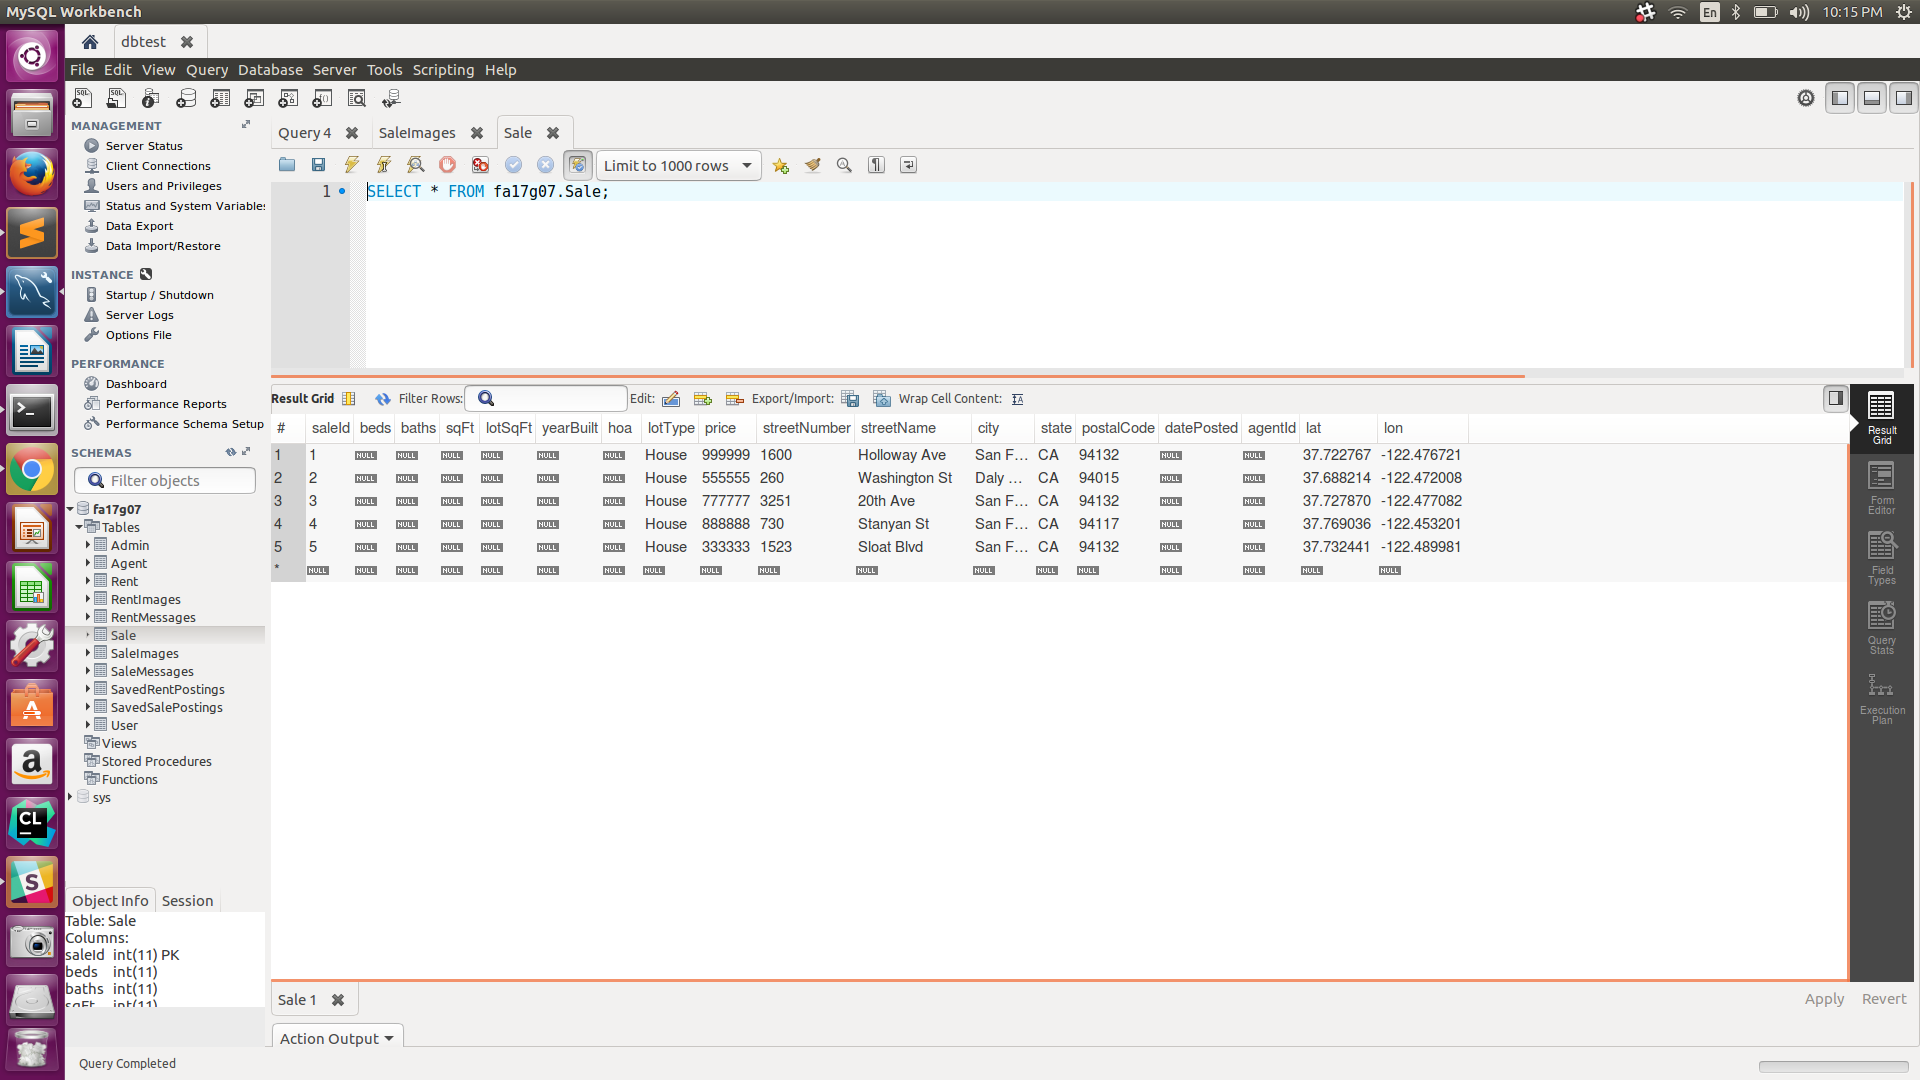 MySQL Workbench
En
10:15 PM
dbtest
File Edit View Query Database Server Tools Scripting Help
MANAGEMENT
Server Status
Client Connections
Users and Privileges
Status and System Variables
Data Export
Data Import/Restore
INSTANCE
Startup / Shutdown
Server Logs
Options File
PERFORMANCE
Dashboard
Performance Reports
Performance Schema Setup
SCHEMAS
Filter objects
fa17g07
Tables
Admin
Agent
Rent
RentImages
RentMessages
Sale
SaleImages
SaleMessages
SavedRentPostings
SavedSalePostings
User
Views
Stored Procedures
Functions
sys
Object Info Session
Table: Sale
Columns:
saleId int(11) PK
beds int(11)
baths int(11)
sqFt int(11)
Query 4 SaleImages Sale
Limit to 1000 rows
1 SELECT * FROM fa17g07.Sale;
Result Grid Filter Rows: Edit: Export/Import: Wrap Cell Content:
# saleId beds baths sqFt lotSqFt yearBuilt hoa lotType price streetNumber streetName city state postalCode datePosted agentId lat lon
1 1 NULL NULL NULL NULL NULL NULL House 999999 1600 Holloway Ave San F... CA 94132 NULL NULL 37.722767 -122.476721
2 2 NULL NULL NULL NULL NULL NULL House 555555 260 Washington St Daly ... CA 94015 NULL NULL 37.688214 -122.472008
3 3 NULL NULL NULL NULL NULL NULL House 777777 3251 20th Ave San F... CA 94132 NULL NULL 37.727870 -122.477082
4 4 NULL NULL NULL NULL NULL NULL House 888888 730 Stanyan St San F... CA 94117 NULL NULL 37.769036 -122.453201
5 5 NULL NULL NULL NULL NULL NULL House 333333 1523 Sloat Blvd San F... CA 94132 NULL NULL 37.732441 -122.489981
* NULL NULL NULL NULL NULL NULL NULL NULL NULL NULL NULL NULL NULL NULL NULL NULL NULL NULL
Result
Grid
Form
Editor
Field
Types
Query
Stats
Execution
Plan
Sale 1
Apply Revert
Action Output
Query Completed